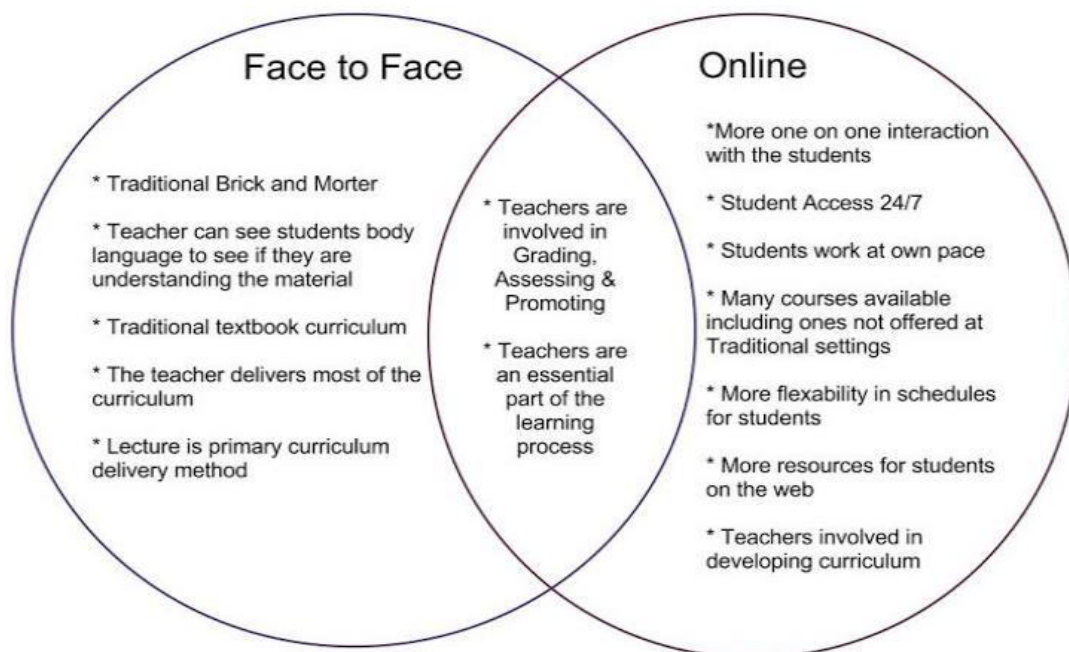 Face to Face
* Traditional Brick and Morter
* Teacher can see students body
language to see if they are
understanding the material
* Traditional textbook curriculum
* The teacher delivers most of the
curriculum
* Lecture is primary curriculum
delivery method
* Teachers are
involved in
Grading,
Assessing &
Promoting
* Teachers are
an essential
part of the
learning
process
Online
*More one on one interaction
with the students
* Student Access 24/7
* Students work at own pace
* Many courses available
including ones not offered at
Traditional settings
* More flexability in schedules
for students
* More resources for students
on the web
* Teachers involved in
developing curriculum